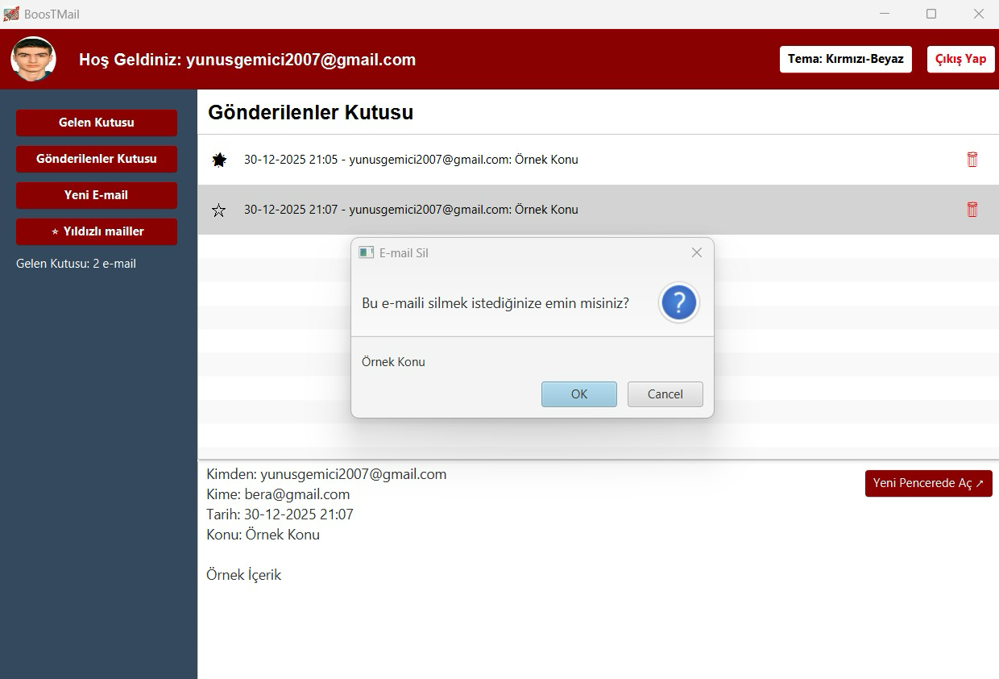 BoosTMail
Hoş Geldiniz: yunusgemici2007@gmail.com
Tema: Kırmızı-Beyaz
Çıkış Yap
Gelen Kutusu
Gönderilenler Kutusu
Yeni E-mail
⭐ Yıldızlı mailler
Gelen Kutusu: 2 e-mail
Gönderilenler Kutusu
30-12-2025 21:05 - yunusgemici2007@gmail.com: Örnek Konu
30-12-2025 21:07 - yunusgemici2007@gmail.com: Örnek Konu
E-mail Sil
Bu e-maili silmek istediğinize emin misiniz?
?
Örnek Konu
OK
Cancel
Kimden: yunusgemici2007@gmail.com
Kime: bera@gmail.com
Tarih: 30-12-2025 21:07
Konu: Örnek Konu
Örnek İçerik
Yeni Pencerede Aç ↗